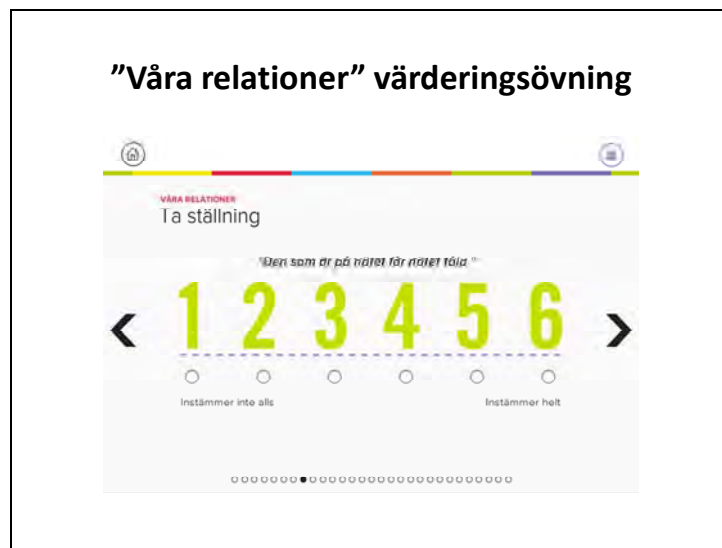 ”Våra relationer” värderingsövning
VÅRA RELATIONER
Ta ställning
"Den som är på nätet får nätet tåla "
1 2 3 4 5 6
Instämmer inte alls
Instämmer helt